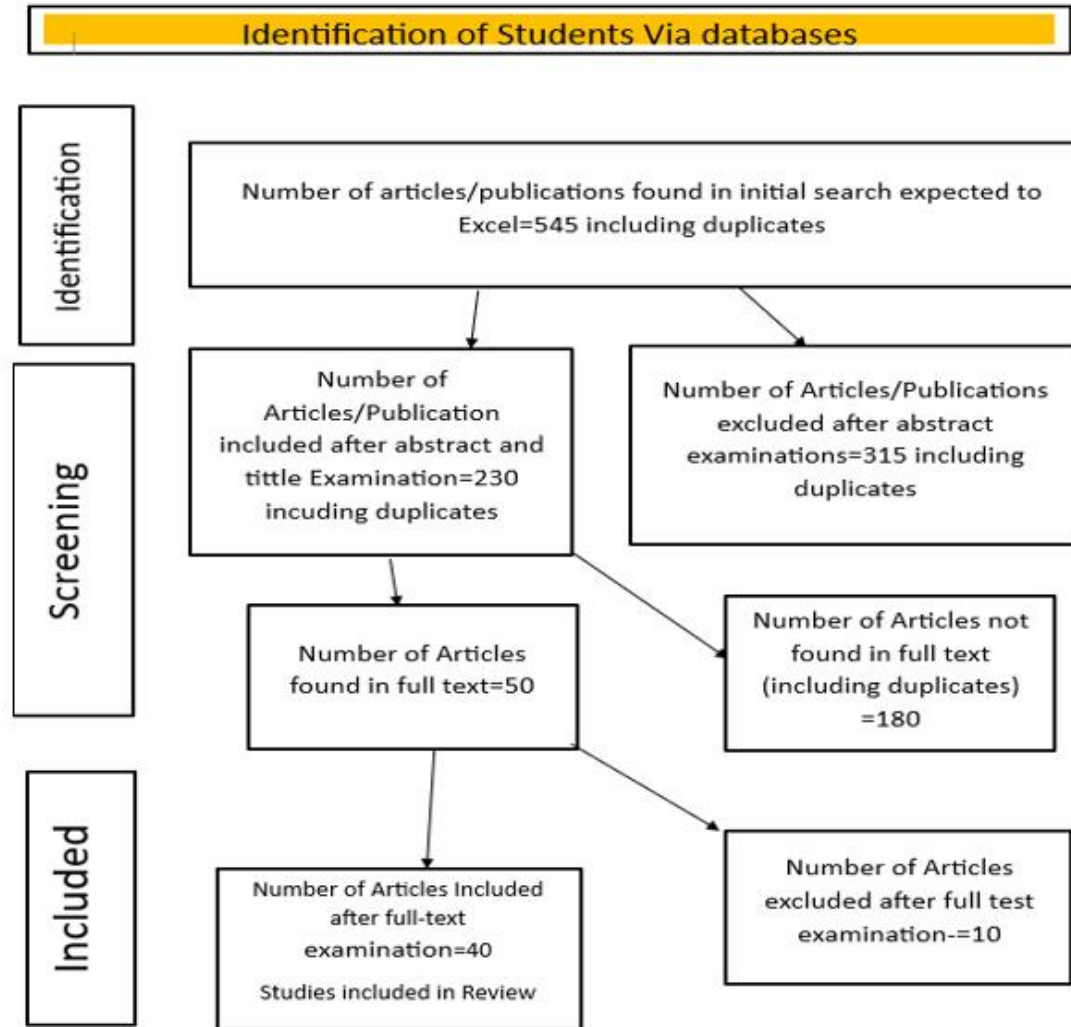 Identification of Students Via databases
Identification
Number of articles/publications found in initial search expected to
Excel=545 including duplicates
Screening
Number of
Articles/Publication
included after abstract and
tittle Examination=230
incuding duplicates
Number of Articles/Publications
excluded after abstract
examinations=315 including
duplicates
Number of Articles
found in full text=50
Number of Articles not
found in full text
(including duplicates)
=180
Included
Number of Articles Included
after full-text
examination=40
Studies included in Review
Number of Articles
excluded after full test
examination-=10